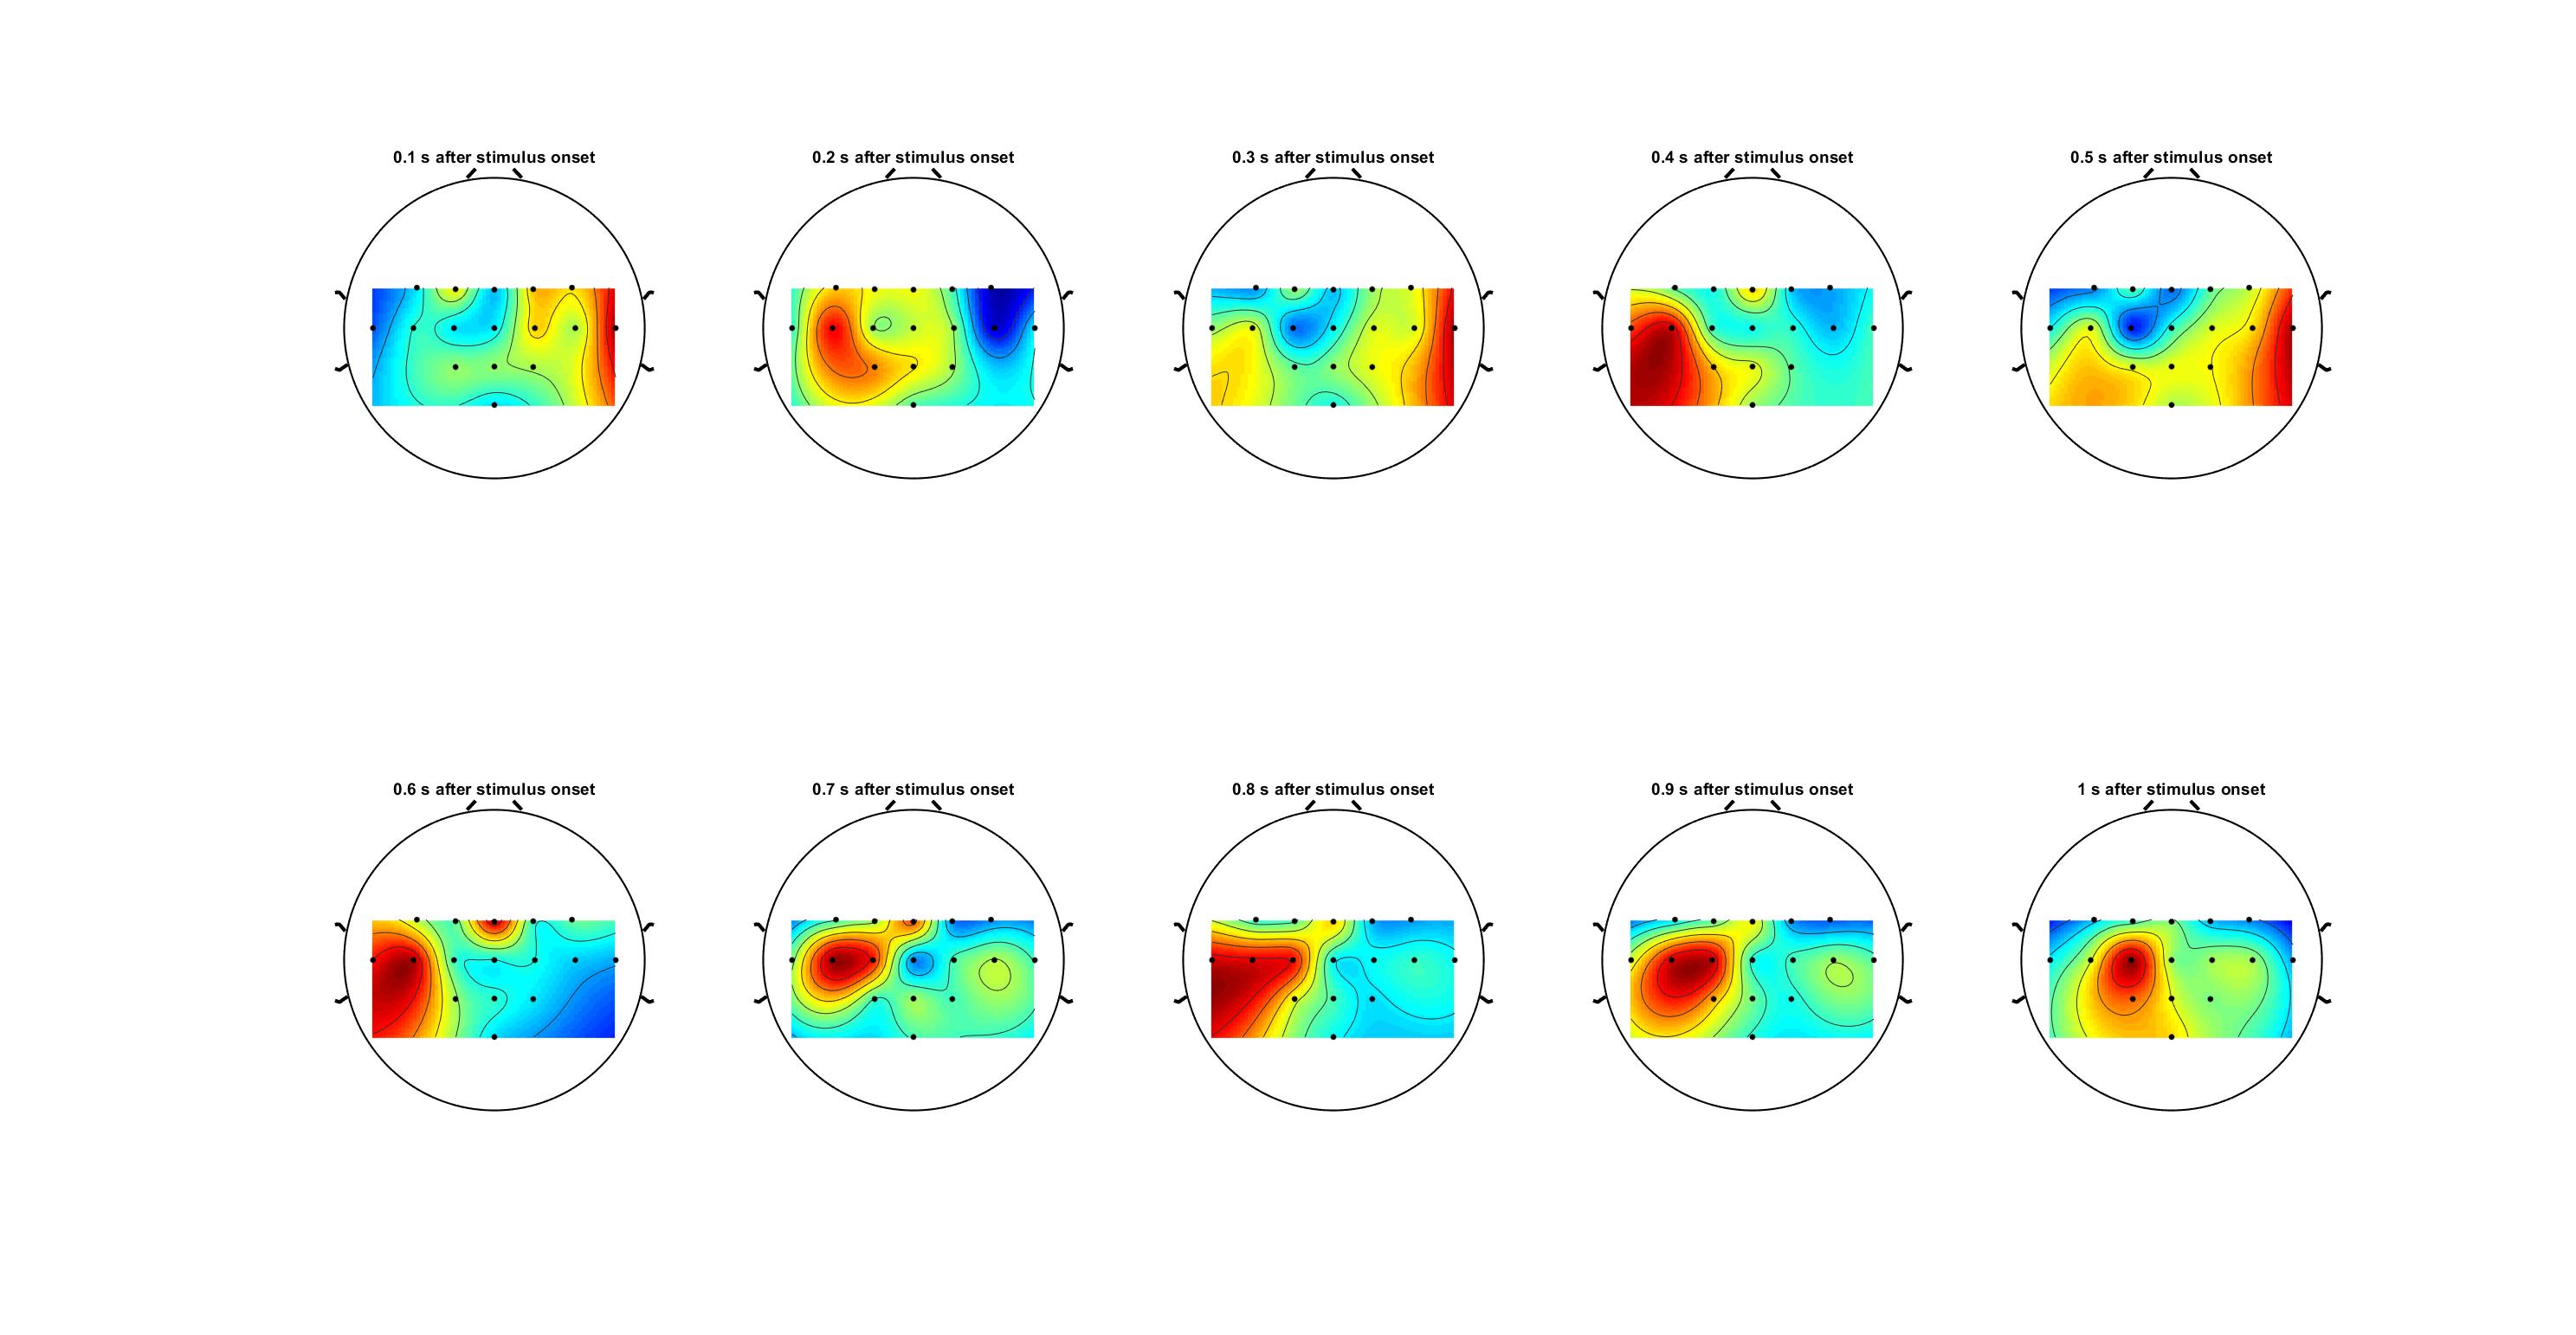 0.1 s after stimulus onset
0.2 s after stimulus onset
0.3 s after stimulus onset
0.4 s after stimulus onset
0.5 s after stimulus onset
0.6 s after stimulus onset
0.7 s after stimulus onset
0.8 s after stimulus onset
0.9 s after stimulus onset
1 s after stimulus onset